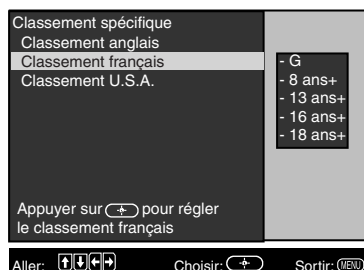 Classement spécifique
Classement anglais
Classement français
Classement U.S.A.
- G
- 8 ans+
- 13 ans+
- 16 ans+
- 18 ans+
Appuyer sur pour régler
le classement français
Aller: Choisir: Sortir: MENU